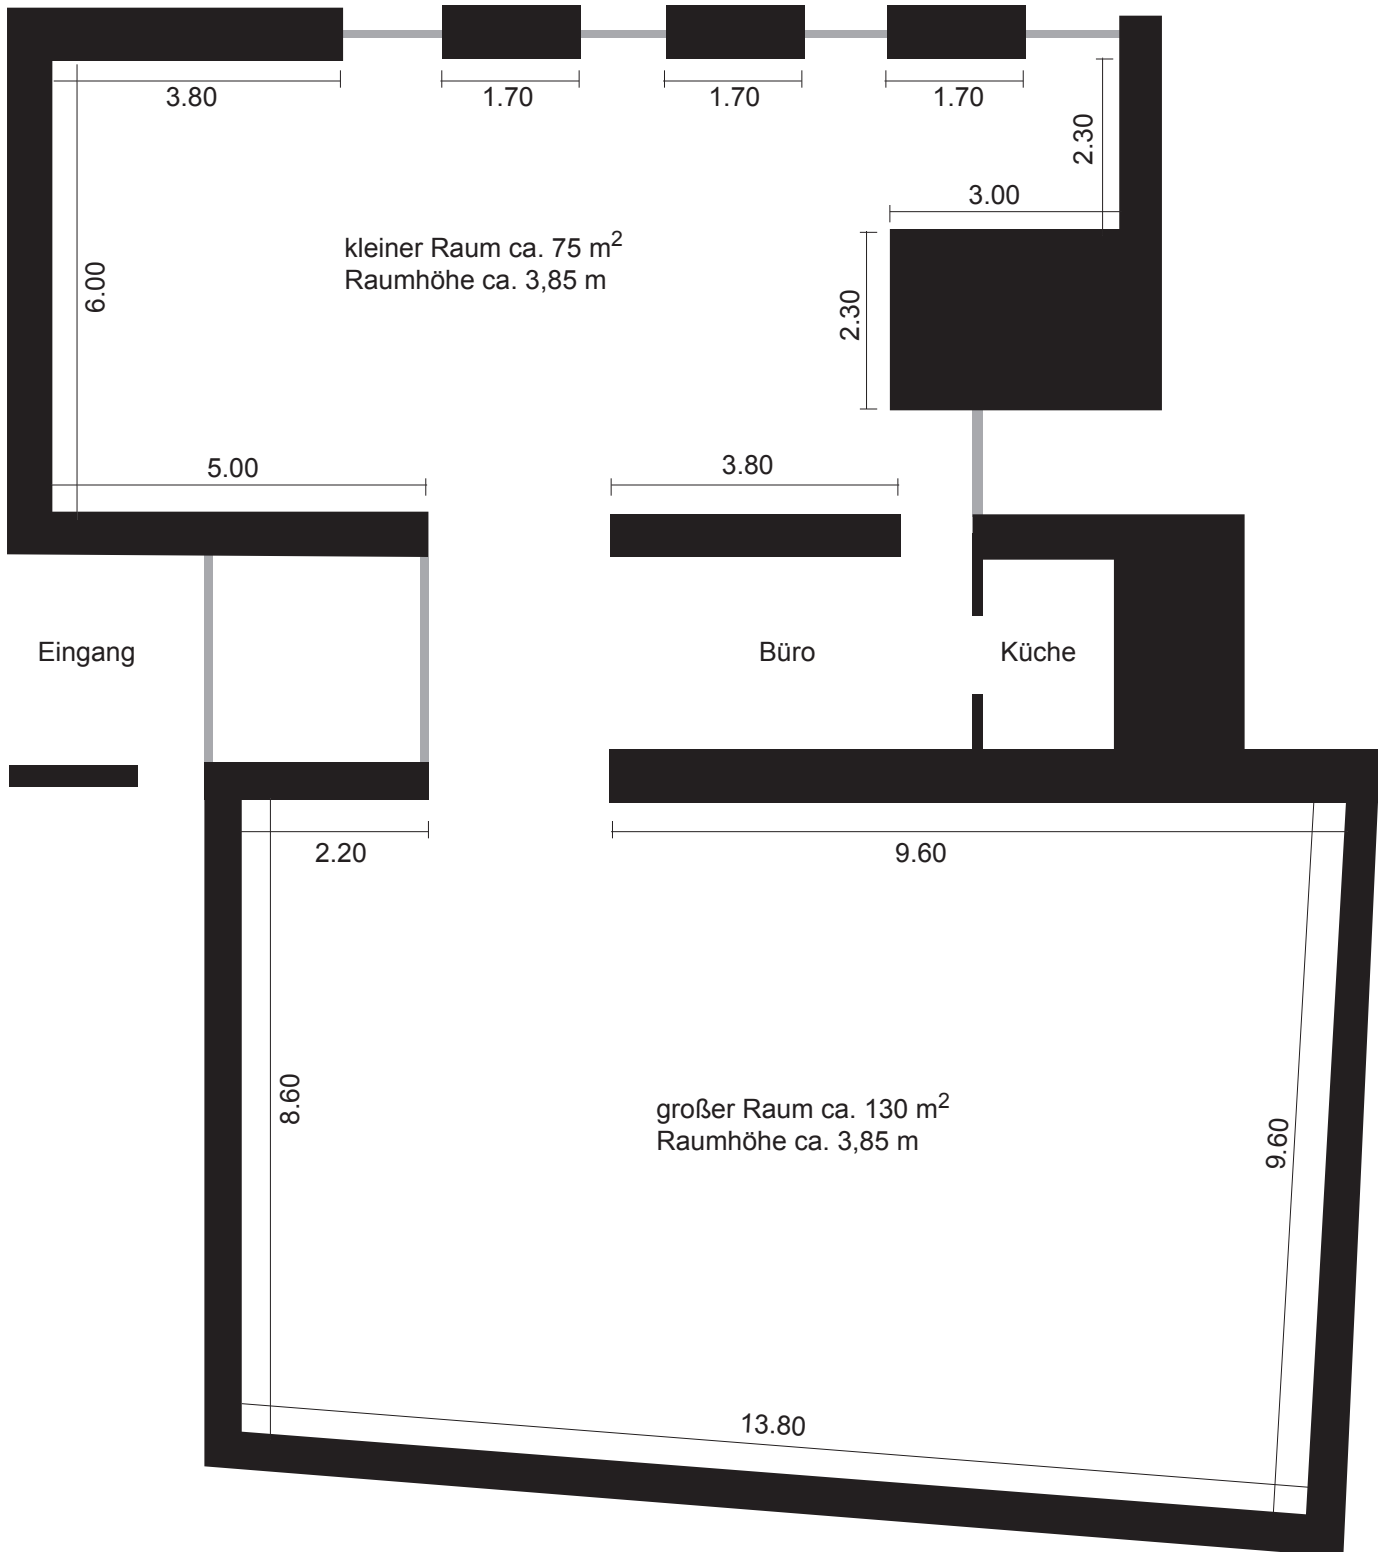 3.80
1.70
1.70
1.70
2.30
3.00
kleiner Raum ca. 75 m²
Raumhöhe ca. 3,85 m
6.00
2.30
5.00
3.80
Eingang
Büro
Küche
2.20
9.60
8.60
großer Raum ca. 130 m²
Raumhöhe ca. 3,85 m
9.60
13.80